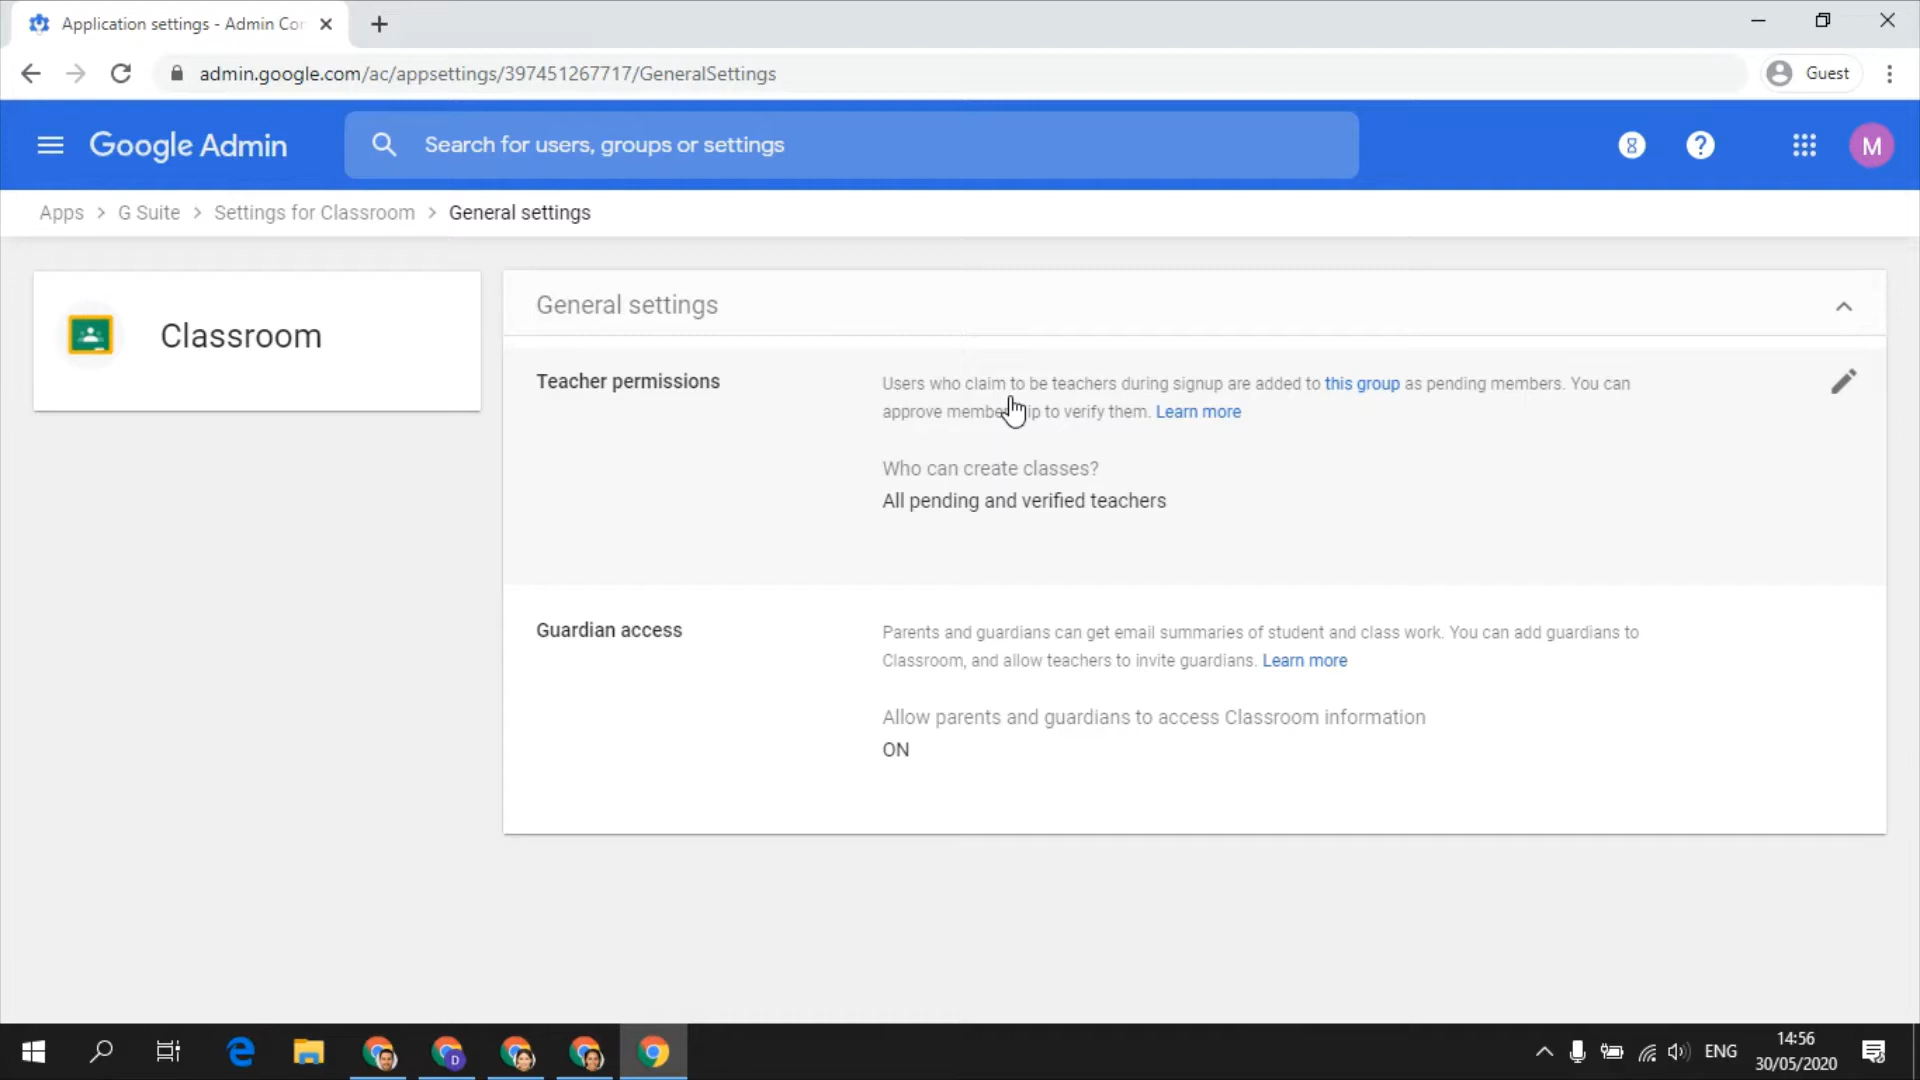 Application settings - Admin Con
admin.google.com/ac/appsettings/397451267717/GeneralSettings
Guest
Google Admin
Search for users, groups or settings
M
Apps > G Suite > Settings for Classroom > General settings
Classroom
General settings
Teacher permissions
Users who claim to be teachers during signup are added to this group as pending members. You can
approve membership to verify them. Learn more
Who can create classes?
All pending and verified teachers
Guardian access
Parents and guardians can get email summaries of student and class work. You can add guardians to
Classroom, and allow teachers to invite guardians. Learn more
Allow parents and guardians to access Classroom information
ON
D
ENG
14:56
30/05/2020